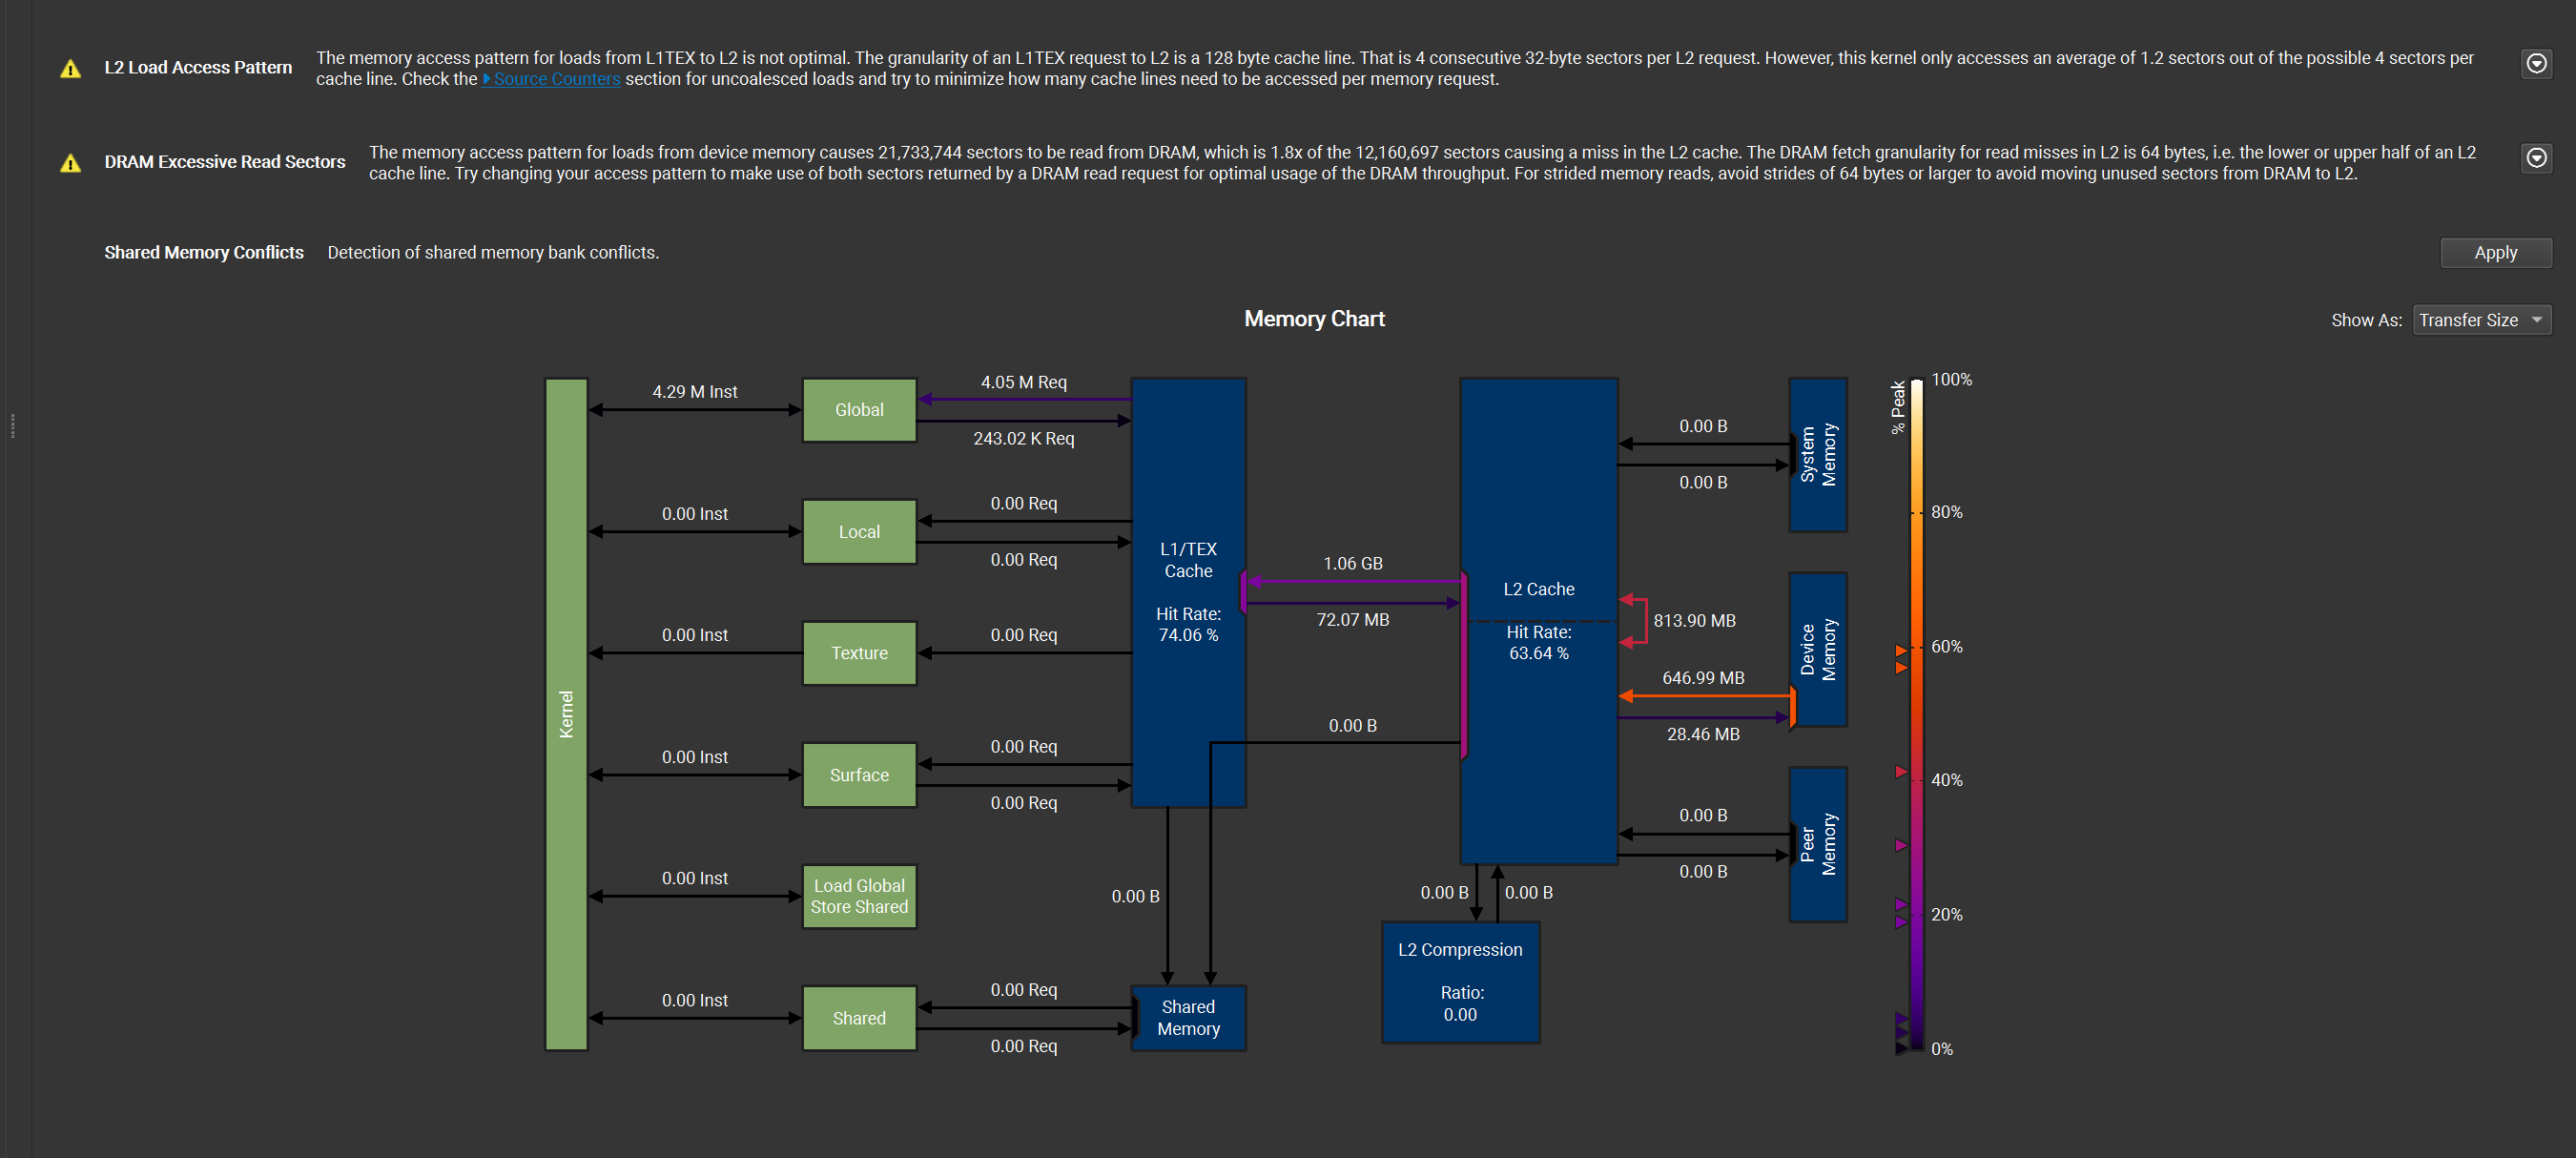 L2 Load Access Pattern
The memory access pattern for loads from L1TEX to L2 is not optimal. The granularity of an L1TEX request to L2 is a 128 byte cache line. That is 4 consecutive 32-byte sectors per L2 request. However, this kernel only accesses an average of 1.2 sectors out of the possible 4 sectors per
cache line. Check the Source Counters section for uncoalesced loads and try to minimize how many cache lines need to be accessed per memory request.
DRAM Excessive Read Sectors
The memory access pattern for loads from device memory causes 21,733,744 sectors to be read from DRAM, which is 1.8x of the 12,160,697 sectors causing a miss in the L2 cache. The DRAM fetch granularity for read misses in L2 is 64 bytes, i.e. the lower or upper half of an L2
cache line. Try changing your access pattern to make use of both sectors returned by a DRAM read request for optimal usage of the DRAM throughput. For strided memory reads, avoid strides of 64 bytes or larger to avoid moving unused sectors from DRAM to L2.
Shared Memory Conflicts
Detection of shared memory bank conflicts.
Apply
Memory Chart
Show As: Transfer Size
Kernel
4.29 M Inst
Global
4.05 M Req
243.02 K Req
0.00 Inst
Local
0.00 Req
0.00 Req
0.00 Inst
Texture
0.00 Req
0.00 Inst
Surface
0.00 Req
0.00 Req
0.00 Inst
Load Global
Store Shared
0.00 Inst
Shared
0.00 Req
0.00 Req
L1/TEX
Cache
Hit Rate:
74.06 %
0.00 B
Shared
Memory
1.06 GB
72.07 MB
0.00 B
L2 Cache
Hit Rate:
63.64 %
813.90 MB
0.00 B
0.00 B
L2 Compression
Ratio:
0.00
0.00 B
0.00 B
System
Memory
646.99 MB
28.46 MB
Device
Memory
0.00 B
0.00 B
Peer
Memory
% Peak
100%
80%
60%
40%
20%
0%